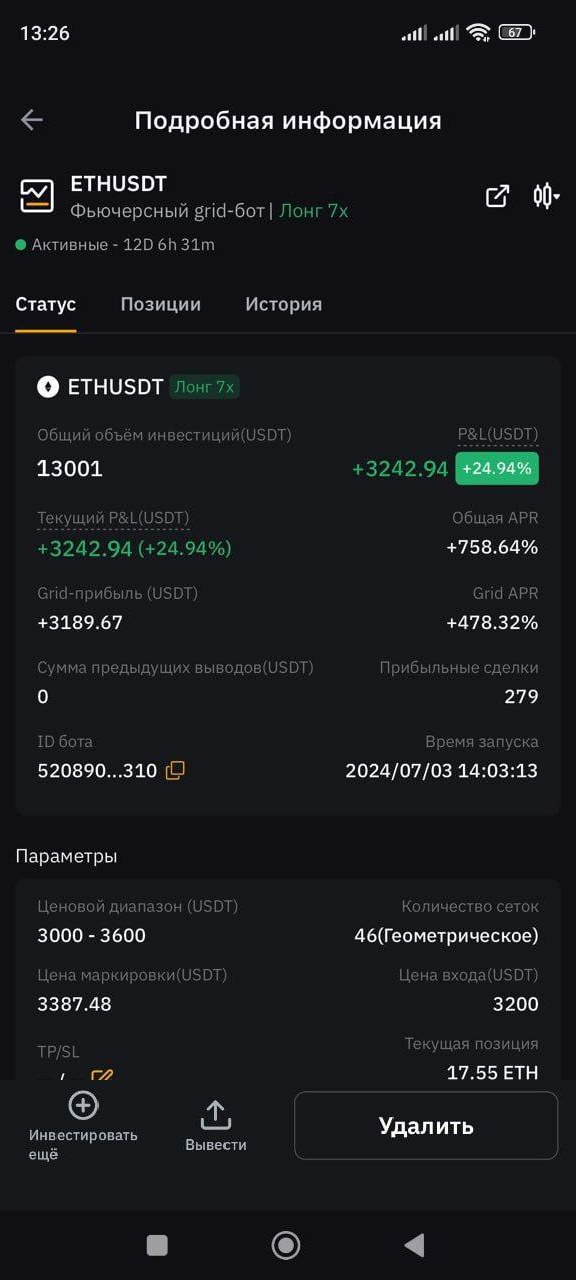 13:26
67
Подробная информация
ETHUSDT
Фьючерсный grid-бот | Лонг 7x
Активные - 12D 6h 31m
Статус Позиции История
ETHUSDT Лонг 7x
Общий объём инвестиций(USDT) P&L(USDT)
13001 +3242.94 +24.94%
Текущий P&L(USDT) Общая APR
+3242.94 (+24.94%) +758.64%
Grid-прибыль (USDT) Grid APR
+3189.67 +478.32%
Сумма предыдущих выводов(USDT) Прибыльные сделки
0 279
ID бота Время запуска
520890...310 2024/07/03 14:03:13
Параметры
Ценовой диапазон (USDT) Количество сеток
3000 - 3600 46(Геометрическое)
Цена маркировки(USDT) Цена входа(USDT)
3387.48 3200
TP/SL Текущая позиция
17.55 ETH
Инвестировать
ещё
Вывести
Удалить